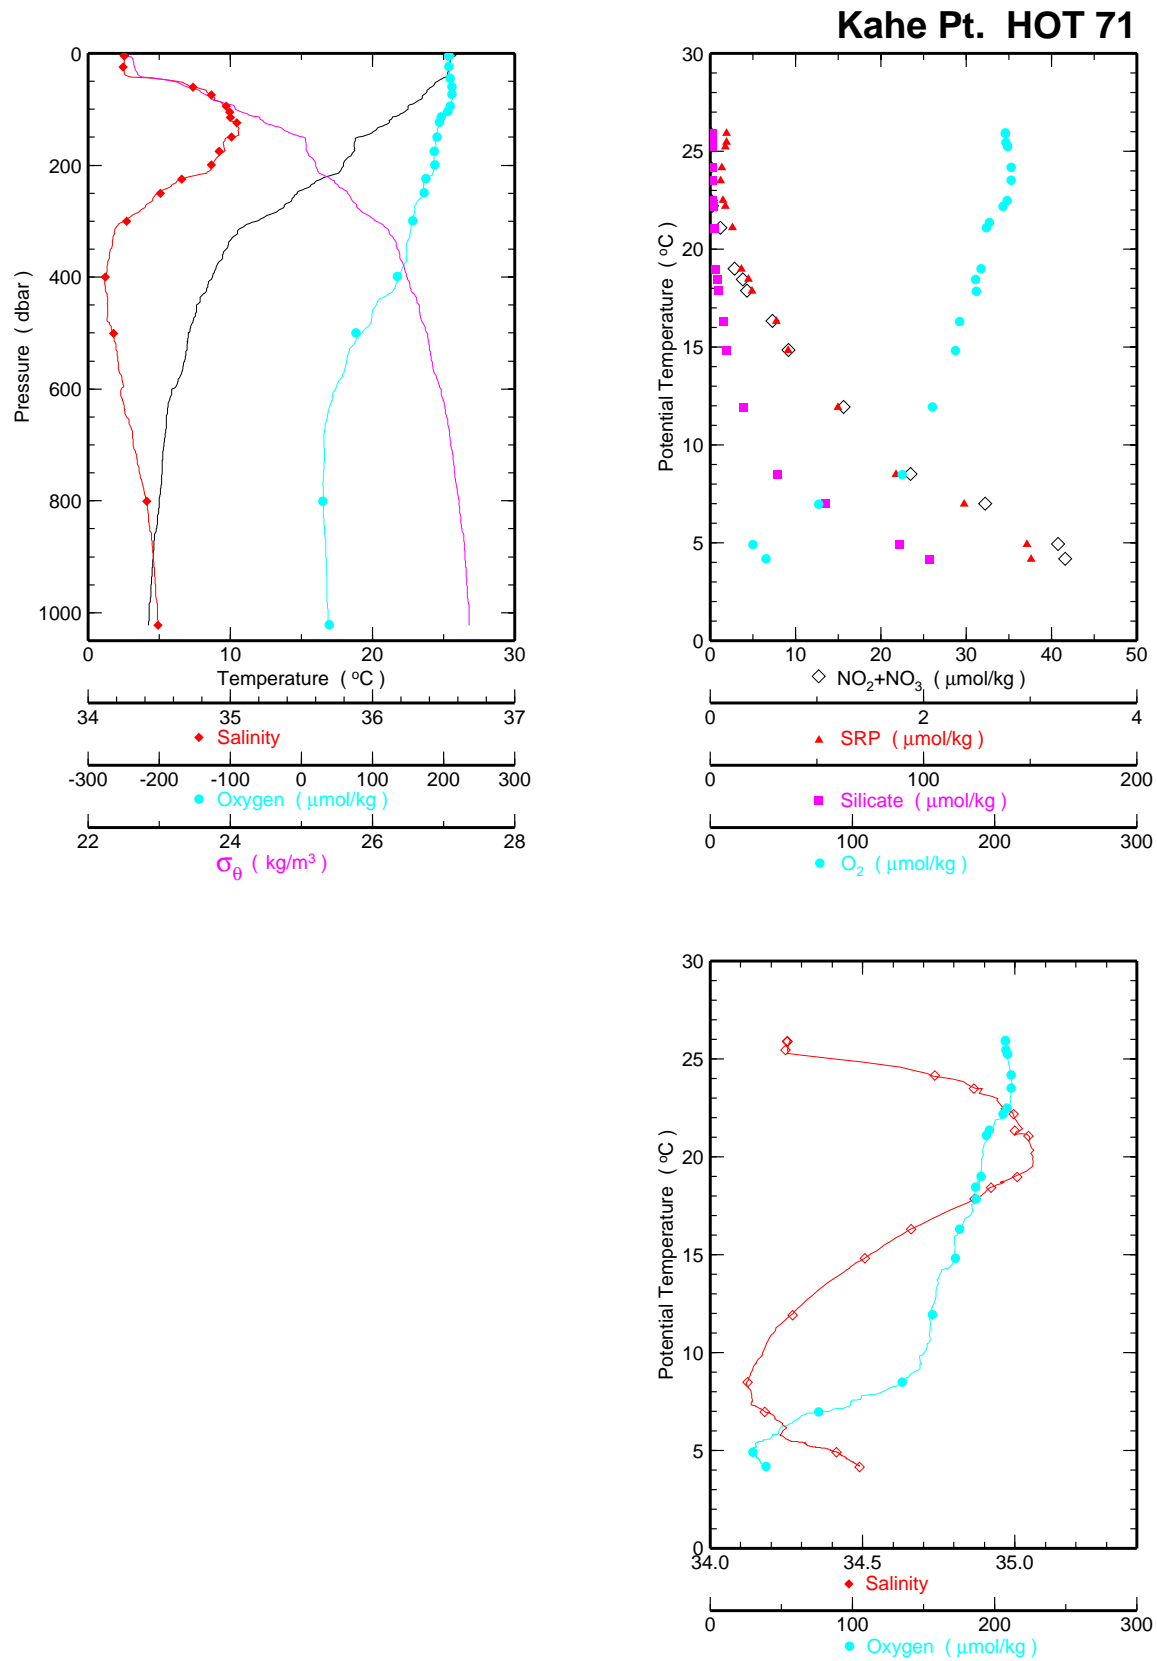 Kahe Pt. HOT 71
0
200
400
600
800
1000
Pressure ( dbar)
0 10 20 30
Temperature ( °C)
34 35 36 37
Salinity
-300 -200 -100 0 100 200 300
Oxygen ( μmol/kg)
22 24 26 28
σθ ( kg/m³)
30
25
20
15
10
5
0
Potential Temperature ( °C)
0 10 20 30 40 50
NO₂+NO₃ ( μmol/kg)
0 2 4
SRP ( μmol/kg)
0 100 200
Silicate ( μmol/kg)
0 100 200 300
O₂ ( μmol/kg)
30
25
20
15
10
5
0
Potential Temperature ( °C)
34.0 34.5 35.0
Salinity
0 100 200 300
Oxygen ( μmol/kg)